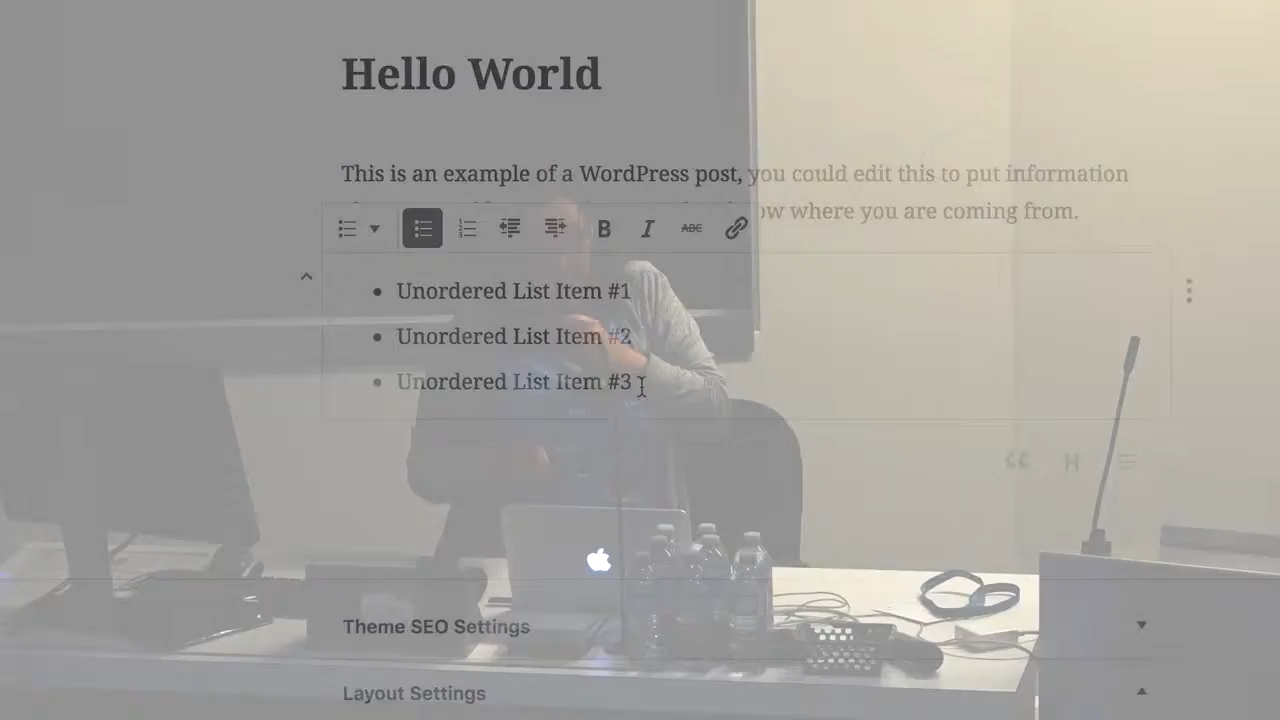 Hello World
This is an example of a WordPress post, you could edit this to put information
where you are coming from.
B I ABC
Unordered List Item #1
Unordered List Item #2
Unordered List Item #3
H
Theme SEO Settings
Layout Settings